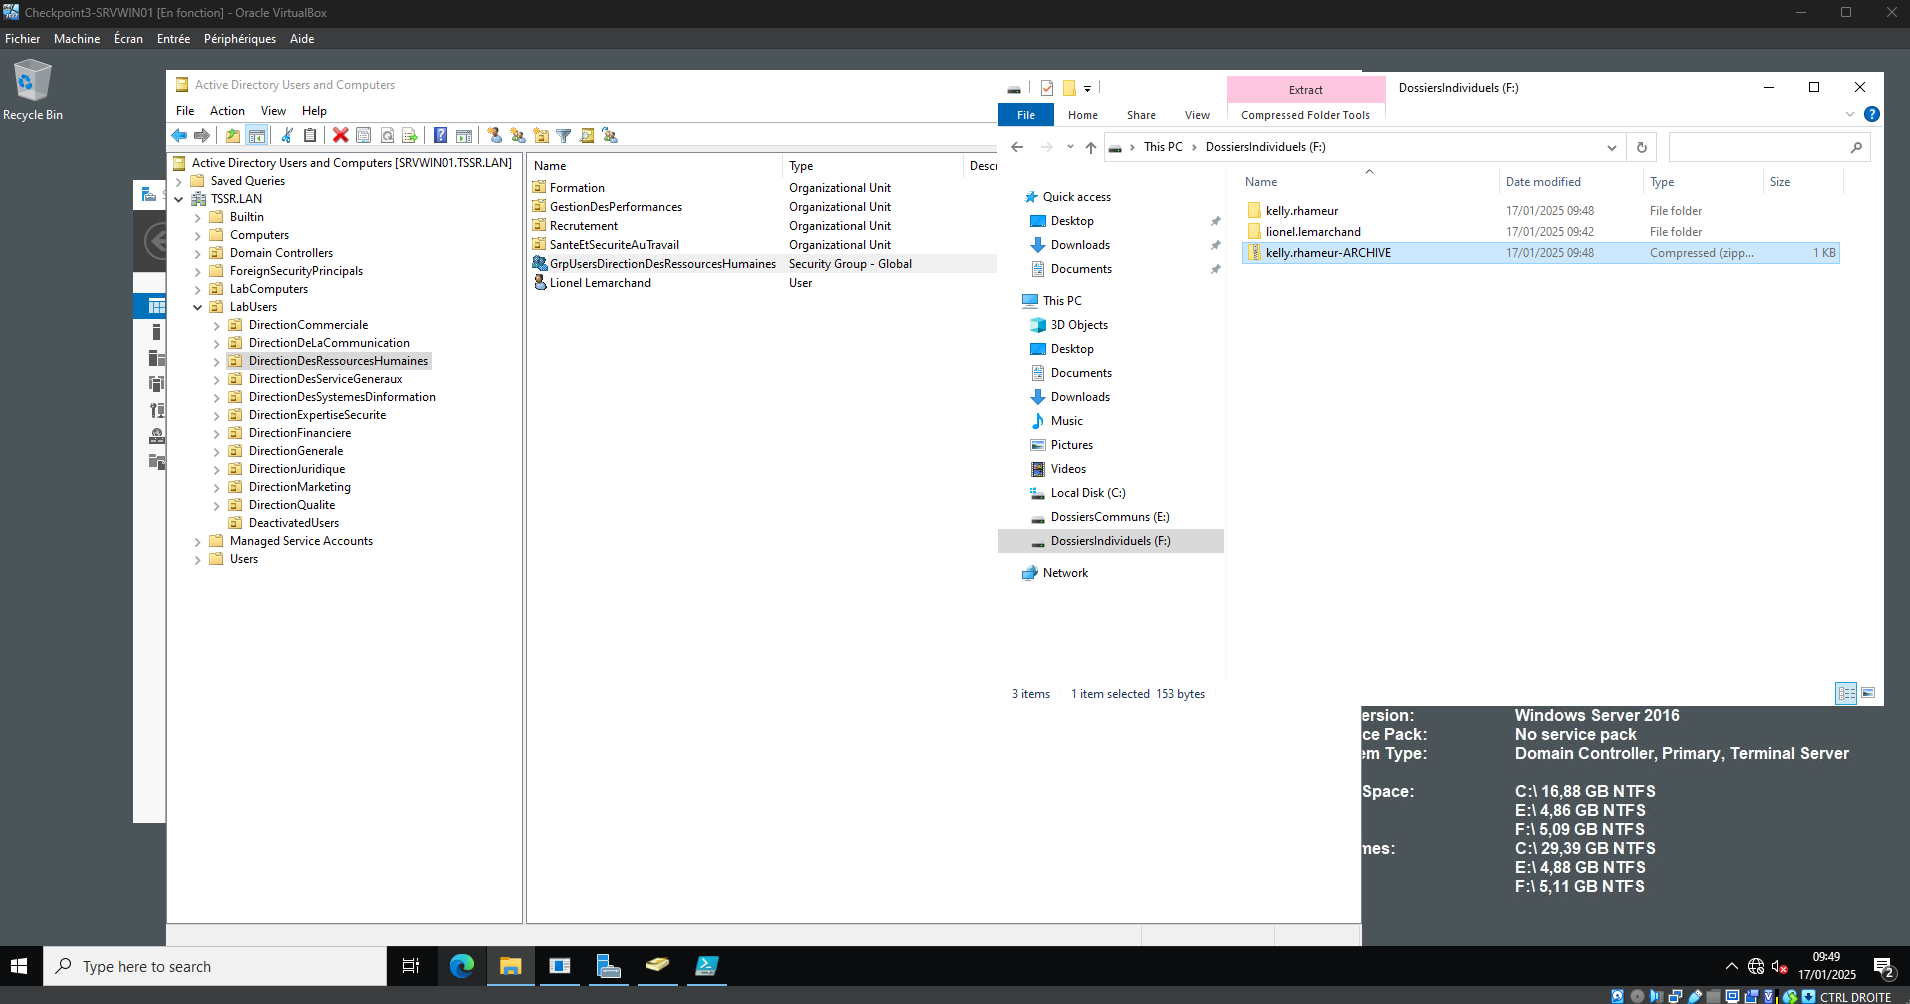 Checkpoint3-SRVWIN01 [En fonction] - Oracle VirtualBox
Fichier Machine Écran Entrée Périphériques Aide
Recycle Bin
Active Directory Users and Computers
File Action View Help
Active Directory Users and Computers [SRVWIN01.TSSR.LAN]
Saved Queries
TSSR.LAN
Builtin
Computers
Domain Controllers
ForeignSecurityPrincipals
LabComputers
LabUsers
DirectionCommerciale
DirectionDeLaCommunication
DirectionDesRessourcesHumaines
DirectionDesServiceGeneraux
DirectionDesSystemesDinformation
DirectionExpertiseSecurite
DirectionFinanciere
DirectionGenerale
DirectionJuridique
DirectionMarketing
DirectionQualite
DeactivatedUsers
Managed Service Accounts
Users
Name Type Descr
Formation Organizational Unit
GestionDesPerformances Organizational Unit
Recrutement Organizational Unit
SanteEtSecuriteAuTravail Organizational Unit
GrpUsersDirectionDesRessourcesHumaines Security Group - Global
Lionel Lemarchand User
Extract DossiersIndividuels (F:)
File Home Share View Compressed Folder Tools
This PC DossiersIndividuels (F:)
Quick access
Desktop
Downloads
Documents
This PC
3D Objects
Desktop
Documents
Downloads
Music
Pictures
Videos
Local Disk (C:)
DossiersCommuns (E:)
DossiersIndividuels (F:)
Network
Name Date modified Type Size
kelly.rhameur 17/01/2025 09:48 File folder
lionel.lemarchand 17/01/2025 09:42 File folder
kelly.rhameur-ARCHIVE 17/01/2025 09:48 Compressed (zipp... 1 KB
3 items 1 item selected 153 bytes
ersion: Windows Server 2016
ce Pack: No service pack
em Type: Domain Controller, Primary, Terminal Server
Space: C:\ 16,88 GB NTFS
E:\ 4,86 GB NTFS
F:\ 5,09 GB NTFS
mes: C:\ 29,39 GB NTFS
E:\ 4,88 GB NTFS
F:\ 5,11 GB NTFS
Type here to search
09:49
17/01/2025
2
CTRL DROITE